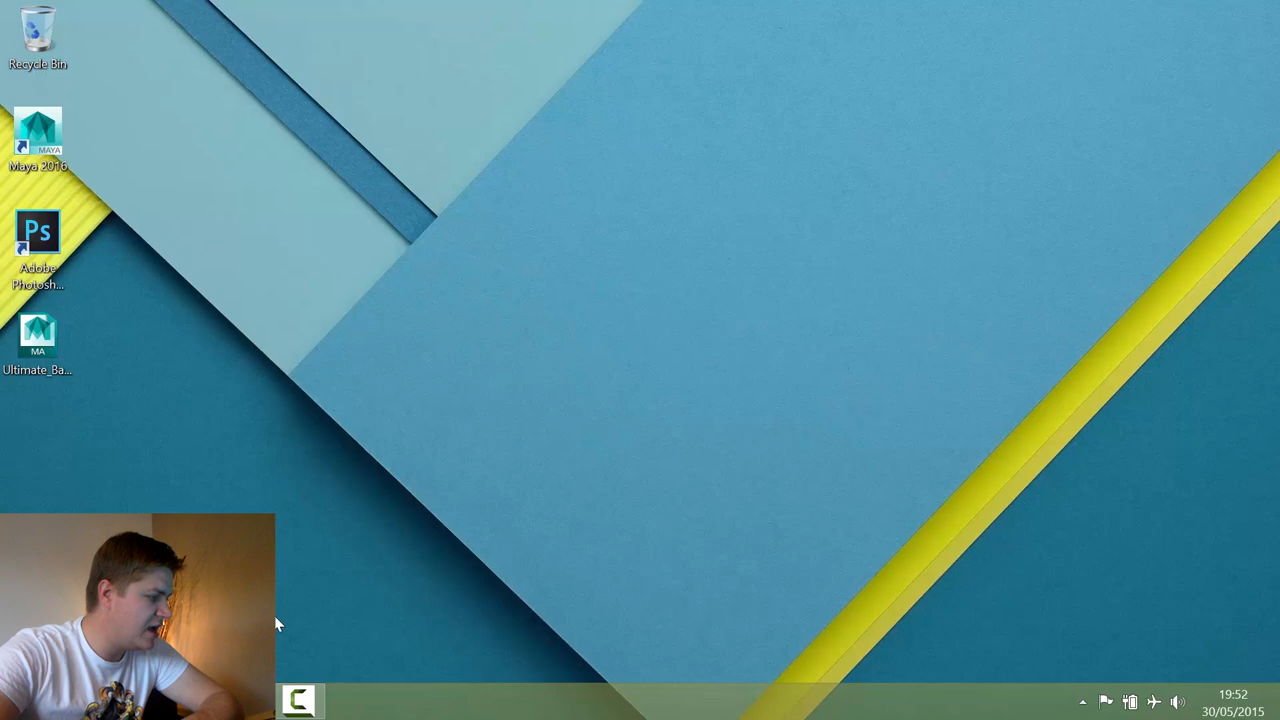 Recycle Bin
MAYA
Maya 2016
Ps
Adobe
Photosh...
MA
Ultimate_Ba...
19:52
30/05/2015